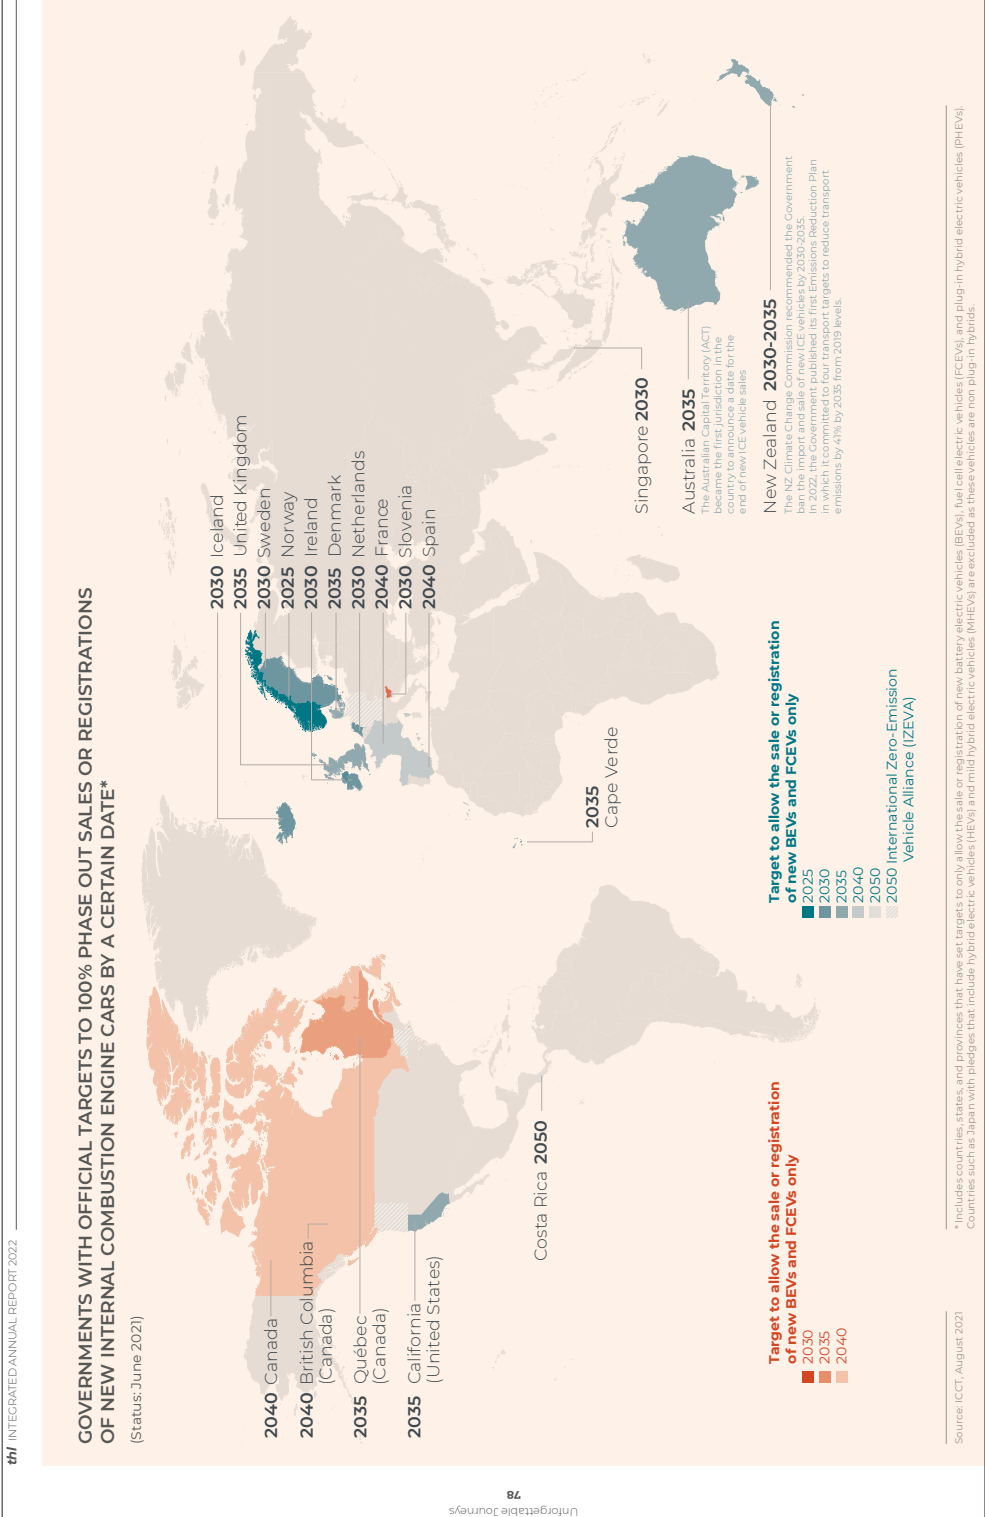 thl INTEGRATED ANNUAL REPORT 2022
GOVERNMENTS WITH OFFICIAL TARGETS TO 100% PHASE OUT SALES OR REGISTRATIONS
OF NEW INTERNAL COMBUSTION ENGINE CARS BY A CERTAIN DATE*
(Status: June 2021)
2040 Canada
2040 British Columbia
(Canada)
2035 Québec
(Canada)
2035 California
(United States)
Costa Rica 2050
2030 Iceland
2035 United Kingdom
2030 Sweden
2025 Norway
2030 Ireland
2035 Denmark
2030 Netherlands
2040 France
2030 Slovenia
2040 Spain
2035
Cape Verde
Singapore 2030
Australia 2035
The Australian Capital Territory (ACT)
became the first jurisdiction in the
country to announce a date for the
end of new ICE vehicle sales
New Zealand 2030-2035
The NZ Climate Change Commission recommended the Government
ban the import and sale of new ICE vehicles by 2030-2035.
In 2022, the Government published its first Emissions Reduction Plan
in which it committed to four transport targets to reduce transport
emissions by 41% by 2035 from 2019 levels.
Target to allow the sale or registration
of new BEVs and FCEVs only
2030
2035
2040
Target to allow the sale or registration
of new BEVs and FCEVs only
2025
2030
2035
2040
2050
2050 International Zero-Emission
Vehicle Alliance (IZEVA)
Source: ICCT, August 2021
* Includes countries, states, and provinces that have set targets to only allow the sale or registration of new battery electric vehicles (BEVs), fuel cell electric vehicles (FCEVs), and plug-in hybrid electric vehicles (PHEVs).
Countries such as Japan with pledges that include hybrid electric vehicles (HEVs) and mild hybrid electric vehicles (MHEVs) are excluded as these vehicles are non plug-in hybrids.
78
Unforgettable Journeys